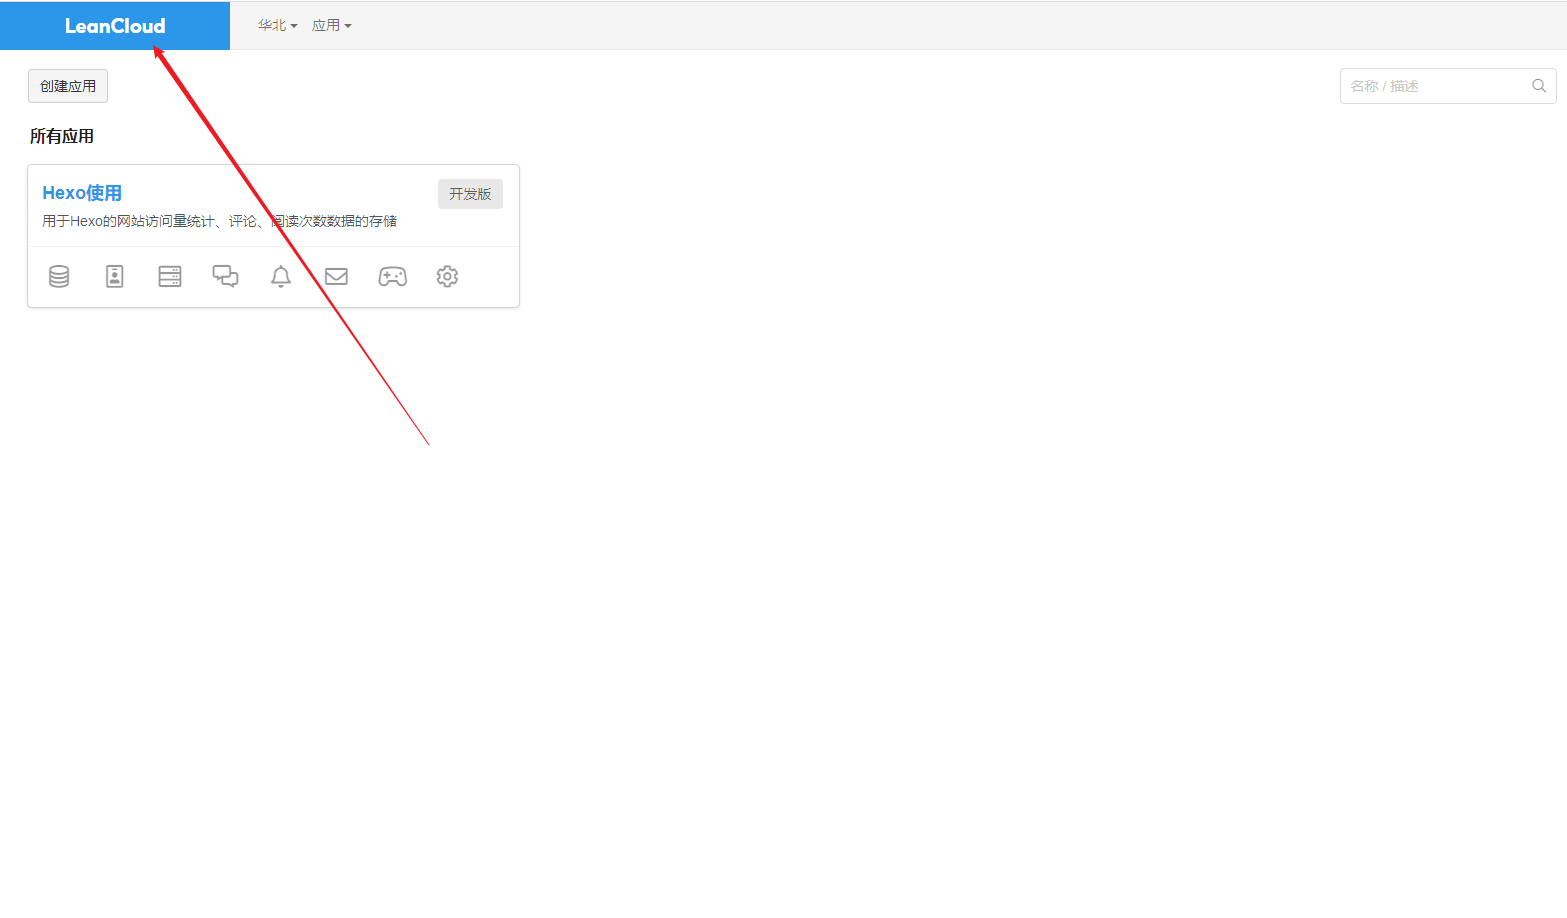 LeanCloud 华北 应用
创建应用
名称 / 描述
所有应用
Hexo使用
开发版
用于Hexo的网站访问量统计、评论、阅读次数数据的存储